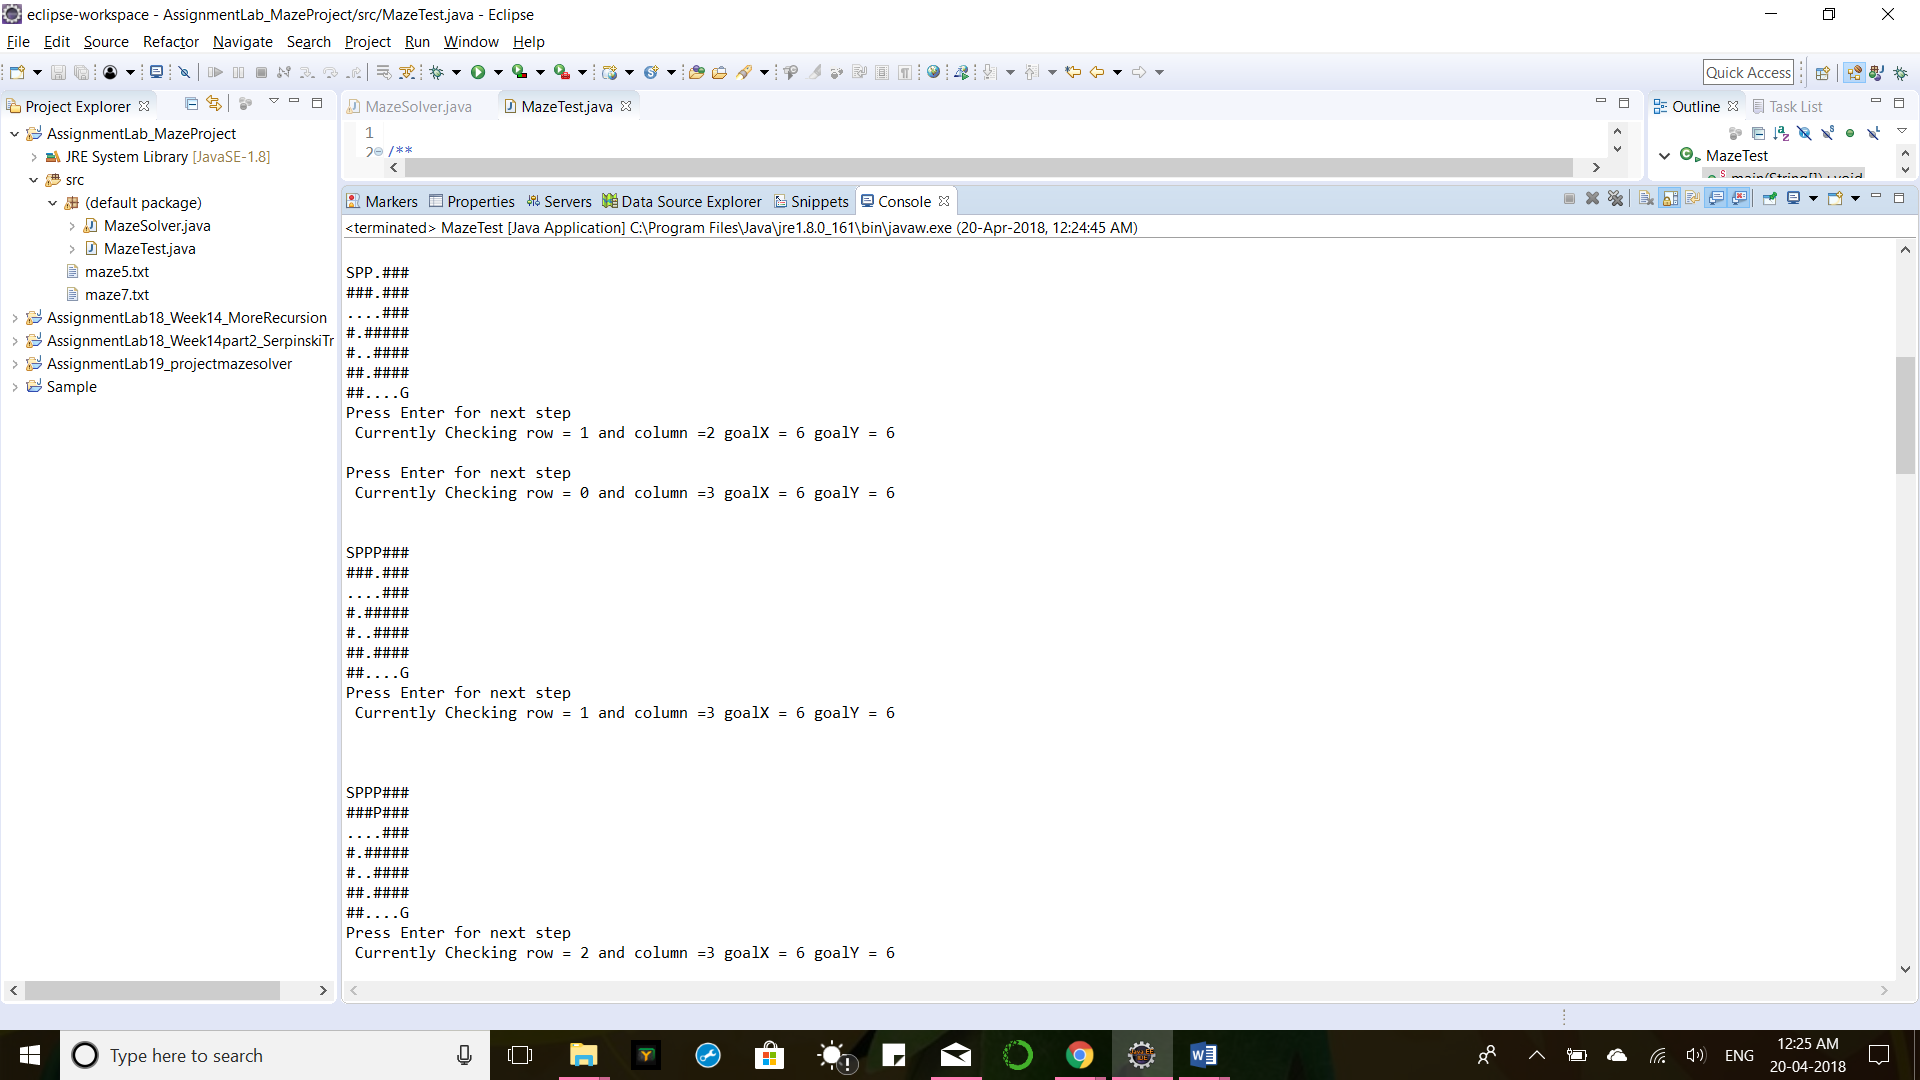 eclipse-workspace - AssignmentLab_MazeProject/src/MazeTest.java - Eclipse
File Edit Source Refactor Navigate Search Project Run Window Help
Quick Access
Project Explorer
AssignmentLab_MazeProject
JRE System Library [JavaSE-1.8]
src
(default package)
MazeSolver.java
MazeTest.java
maze5.txt
maze7.txt
AssignmentLab18_Week14_MoreRecursion
AssignmentLab18_Week14part2_SerpinskiTr
AssignmentLab19_projectmazesolver
Sample
MazeSolver.java MazeTest.java
1
2 /**
Outline Task List
MazeTest
main(String[]) : void
Markers Properties Servers Data Source Explorer Snippets Console
<terminated> MazeTest [Java Application] C:\Program Files\Java\jre1.8.0_161\bin\javaw.exe (20-Apr-2018, 12:24:45 AM)
SPP.###
###.###
....###
#.#####
#..####
##.####
##....G
Press Enter for next step
Currently Checking row = 1 and column =2 goalX = 6 goalY = 6
Press Enter for next step
Currently Checking row = 0 and column =3 goalX = 6 goalY = 6
SPPP###
###.###
....###
#.#####
#..####
##.####
##....G
Press Enter for next step
Currently Checking row = 1 and column =3 goalX = 6 goalY = 6
SPPP###
###P###
....###
#.#####
#..####
##.####
##....G
Press Enter for next step
Currently Checking row = 2 and column =3 goalX = 6 goalY = 6
Type here to search
ENG
12:25 AM
20-04-2018